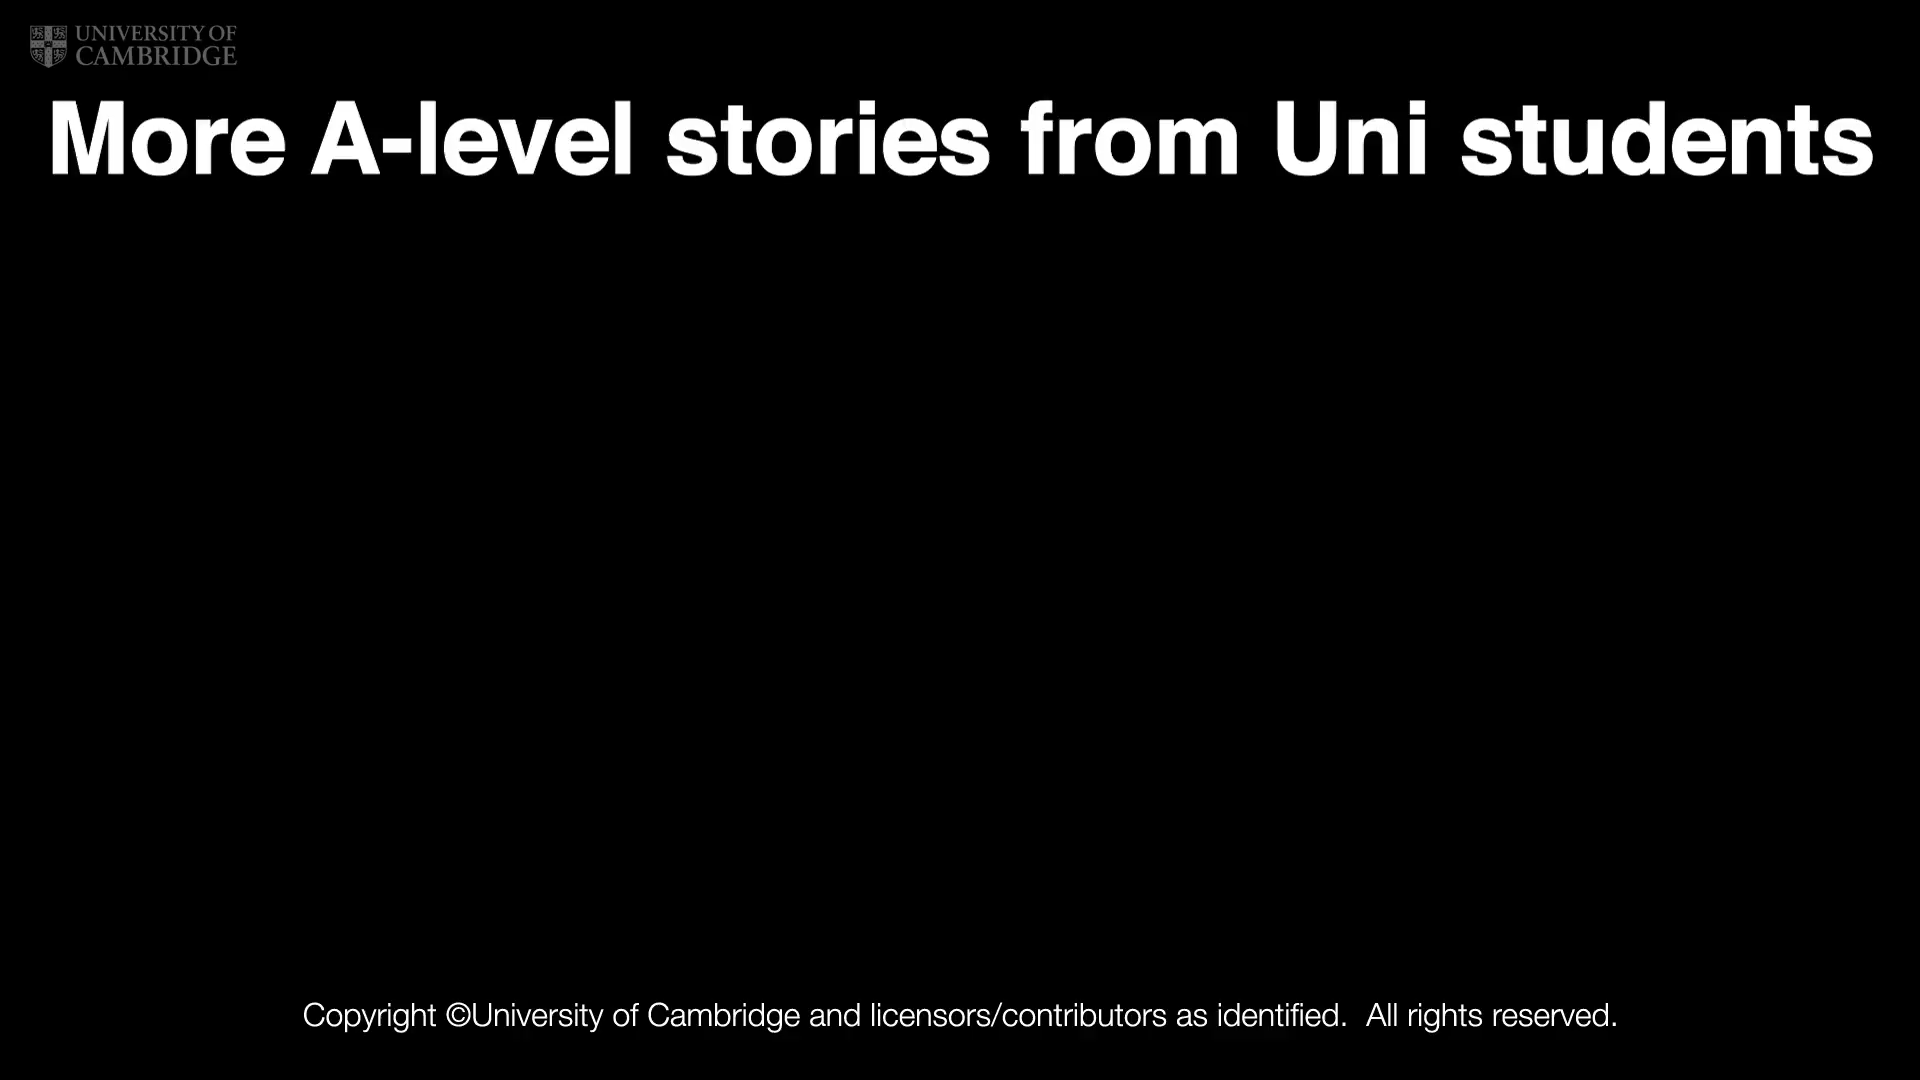 UNIVERSITY OF
CAMBRIDGE
More A-level stories from Uni students
Copyright ©University of Cambridge and licensors/contributors as identified.  All rights reserved.